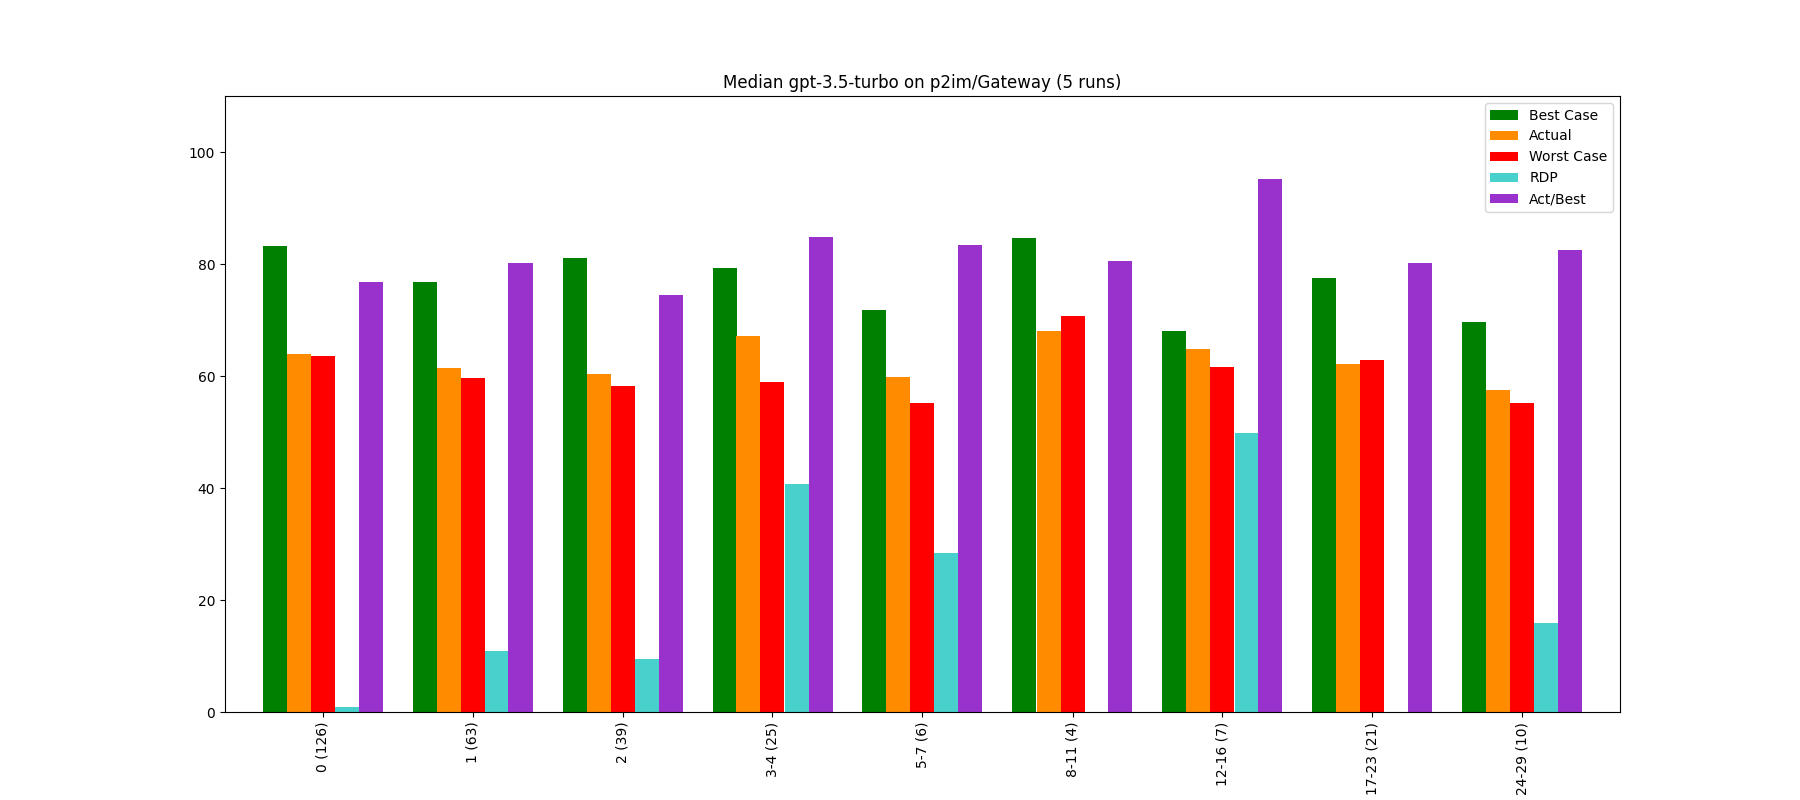 Median gpt-3.5-turbo on p2im/Gateway (5 runs)
Best Case
Actual
Worst Case
RDP
Act/Best
100
80
60
40
20
0
0 (126)
1 (63)
2 (39)
3-4 (25)
5-7 (6)
8-11 (4)
12-16 (7)
17-23 (21)
24-29 (10)